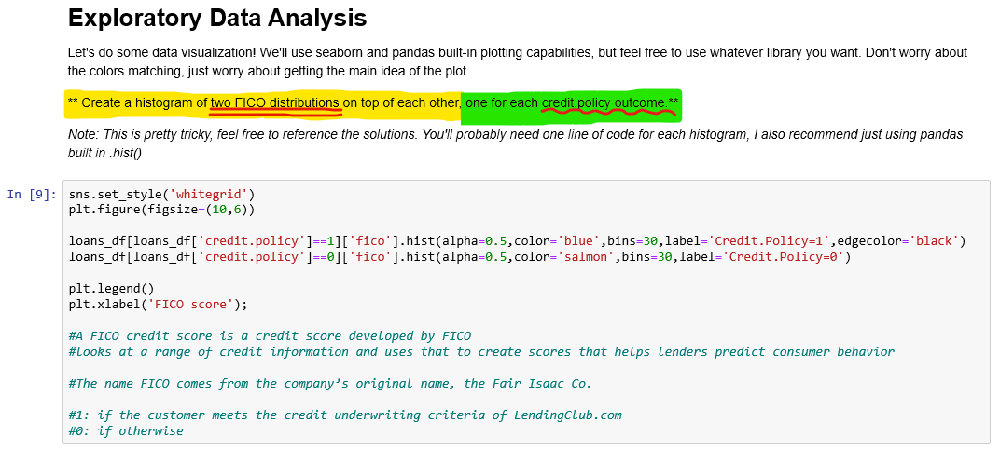 Exploratory Data Analysis
Let's do some data visualization! We'll use seaborn and pandas built-in plotting capabilities, but feel free to use whatever library you want. Don't worry about
the colors matching, just worry about getting the main idea of the plot.
** Create a histogram of two FICO distributions on top of each other, one for each credit.policy outcome.**
Note: This is pretty tricky, feel free to reference the solutions. You'll probably need one line of code for each histogram, I also recommend just using pandas
built in .hist()
In [9]: sns.set_style('whitegrid')
plt.figure(figsize=(10,6))
loans_df[loans_df['credit.policy']==1]['fico'].hist(alpha=0.5,color='blue',bins=30,label='Credit.Policy=1',edgecolor='black')
loans_df[loans_df['credit.policy']==0]['fico'].hist(alpha=0.5,color='salmon',bins=30,label='Credit.Policy=0')
plt.legend()
plt.xlabel('FICO score');
#A FICO credit score is a credit score developed by FICO
#looks at a range of credit information and uses that to create scores that helps lenders predict consumer behavior
#The name FICO comes from the company’s original name, the Fair Isaac Co.
#1: if the customer meets the credit underwriting criteria of LendingClub.com
#0: if otherwise